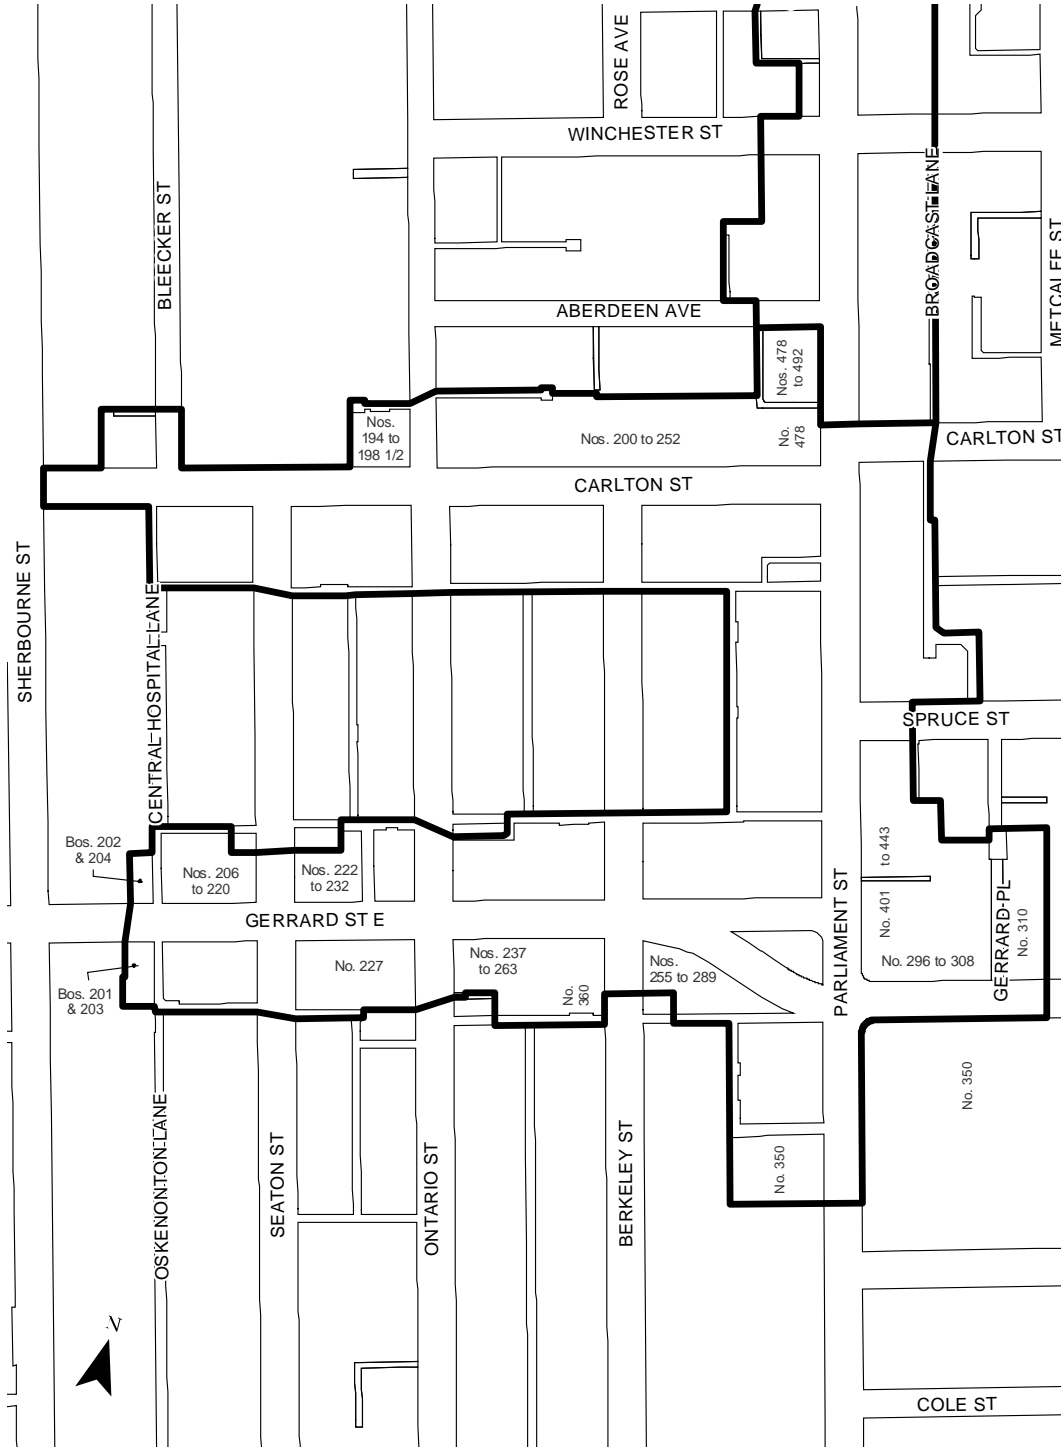 ROSE AVE
WINCHESTER ST
BLEECKER ST
BROADCAST LANE
METCALFE ST
ABERDEEN AVE
Nos. 478
to 492
Nos.
194 to
198 1/2
Nos. 200 to 252
No.
478
CARLTON ST
CARLTON ST
SHERBOURNE ST
CENTRAL HOSPITAL LANE
SPRUCE ST
Bos. 202
& 204
Nos. 206
to 220
Nos. 222
to 232
to 443
No. 401
PARLIAMENT ST
GERRARD PL
No. 310
GERRARD ST E
Nos. 237
to 263
Nos.
255 to 289
No. 296 to 308
No. 227
Bos. 201
& 203
No.
360
No. 350
No. 350
OSKENONTON LANE
SEATON ST
ONTARIO ST
BERKELEY ST
N
COLE ST